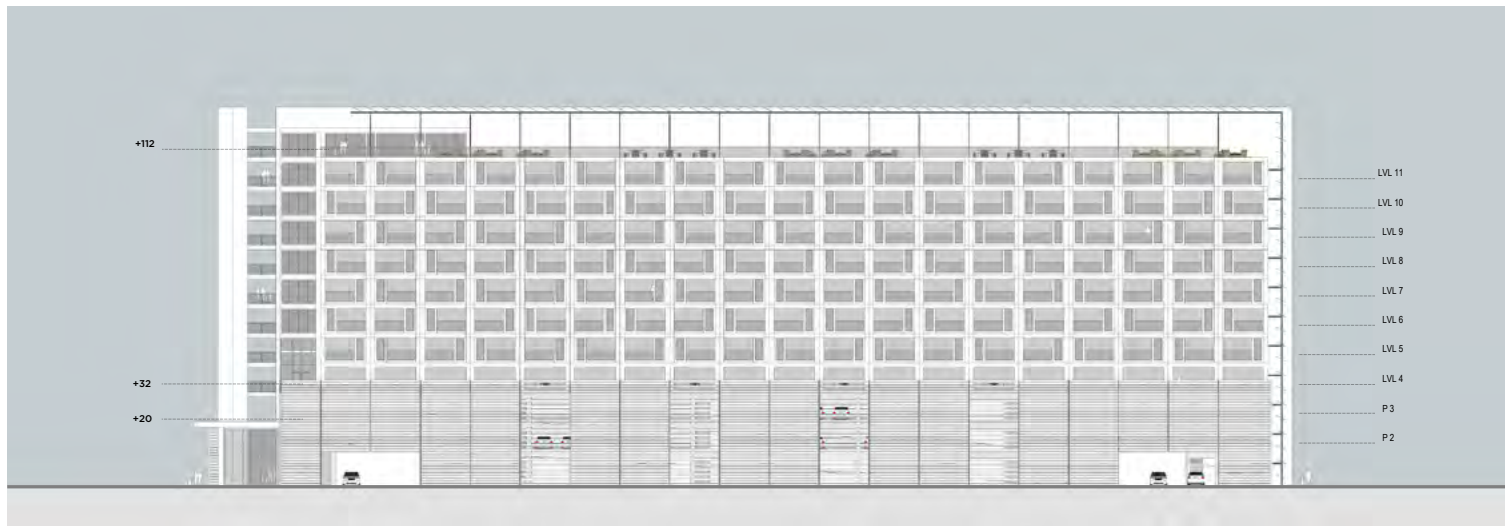 +112
LVL 11
LVL 10
LVL 9
LVL 8
LVL 7
LVL 6
LVL 5
+32
LVL 4
P 3
+20
P 2